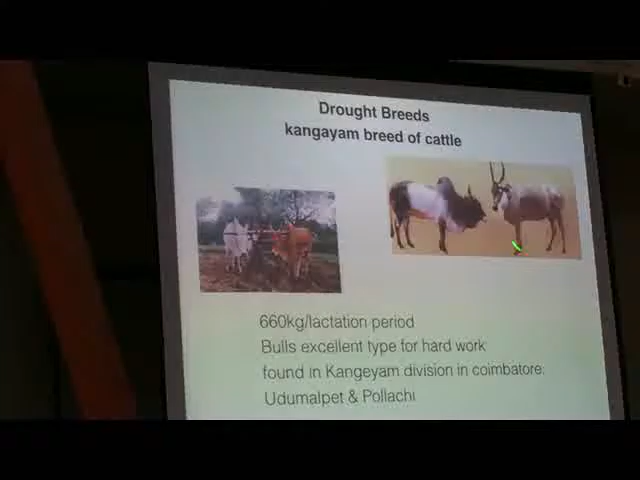 Drought Breeds
kangayam breed of cattle
660kg/lactation period
Bulls excellent type for hard work
found in Kangeyam division in coimbatore.
Udumalpet & Pollachi